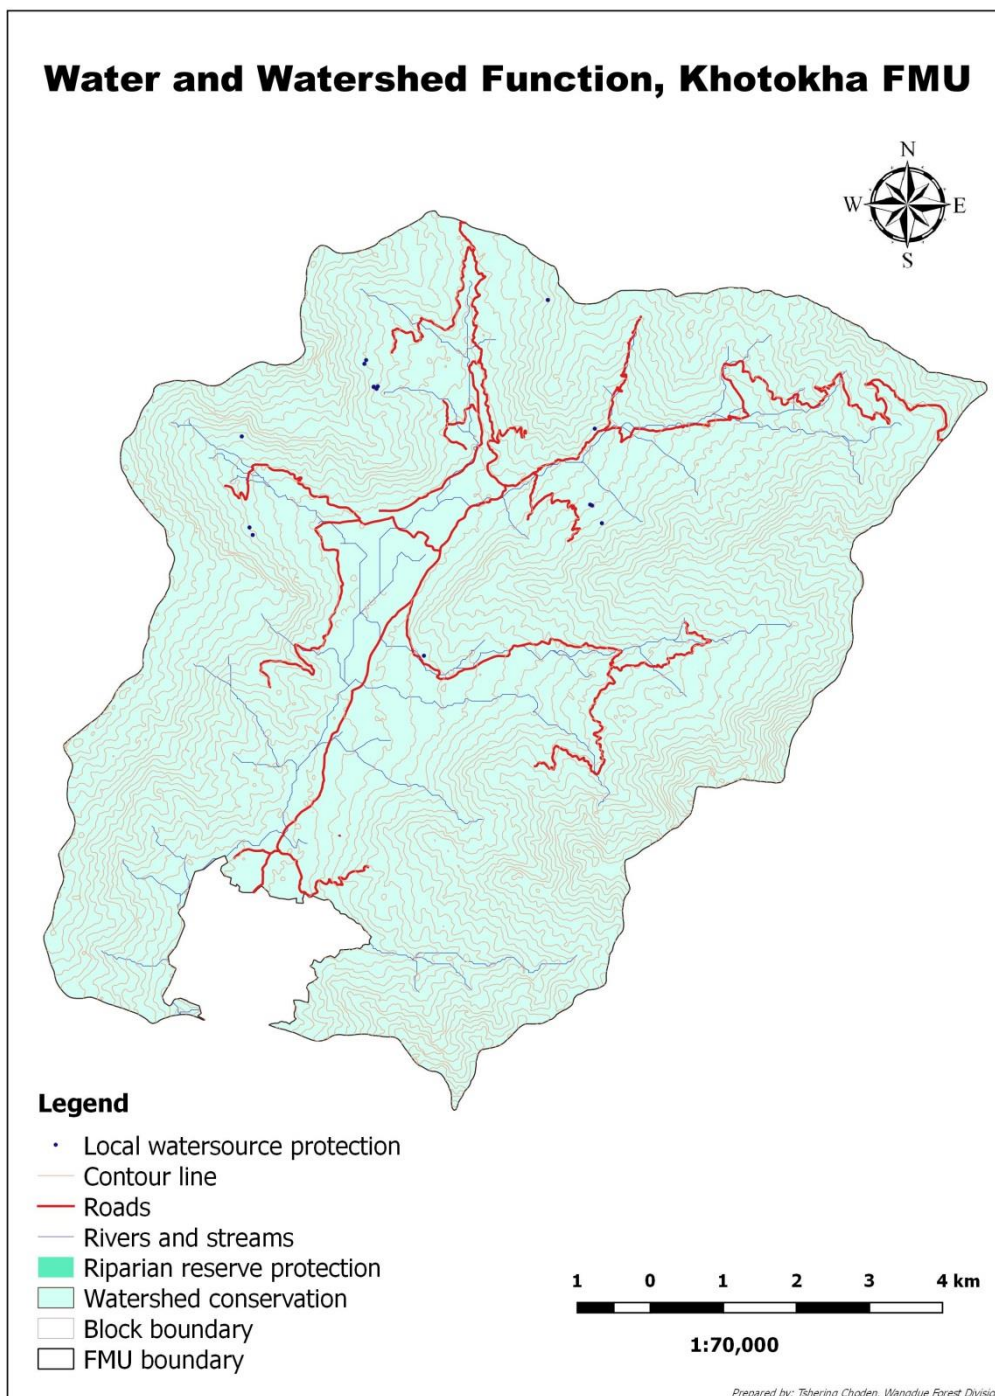 Water and Watershed Function, Khotokha FMU
N
W E
S
Legend
Local watersource protection
Contour line
Roads
Rivers and streams
Riparian reserve protection
Watershed conservation
Block boundary
FMU boundary
1 0 1 2 3 4 km
1:70,000
Prepared by: Tshering Choden, Wangdue Forest Divisio